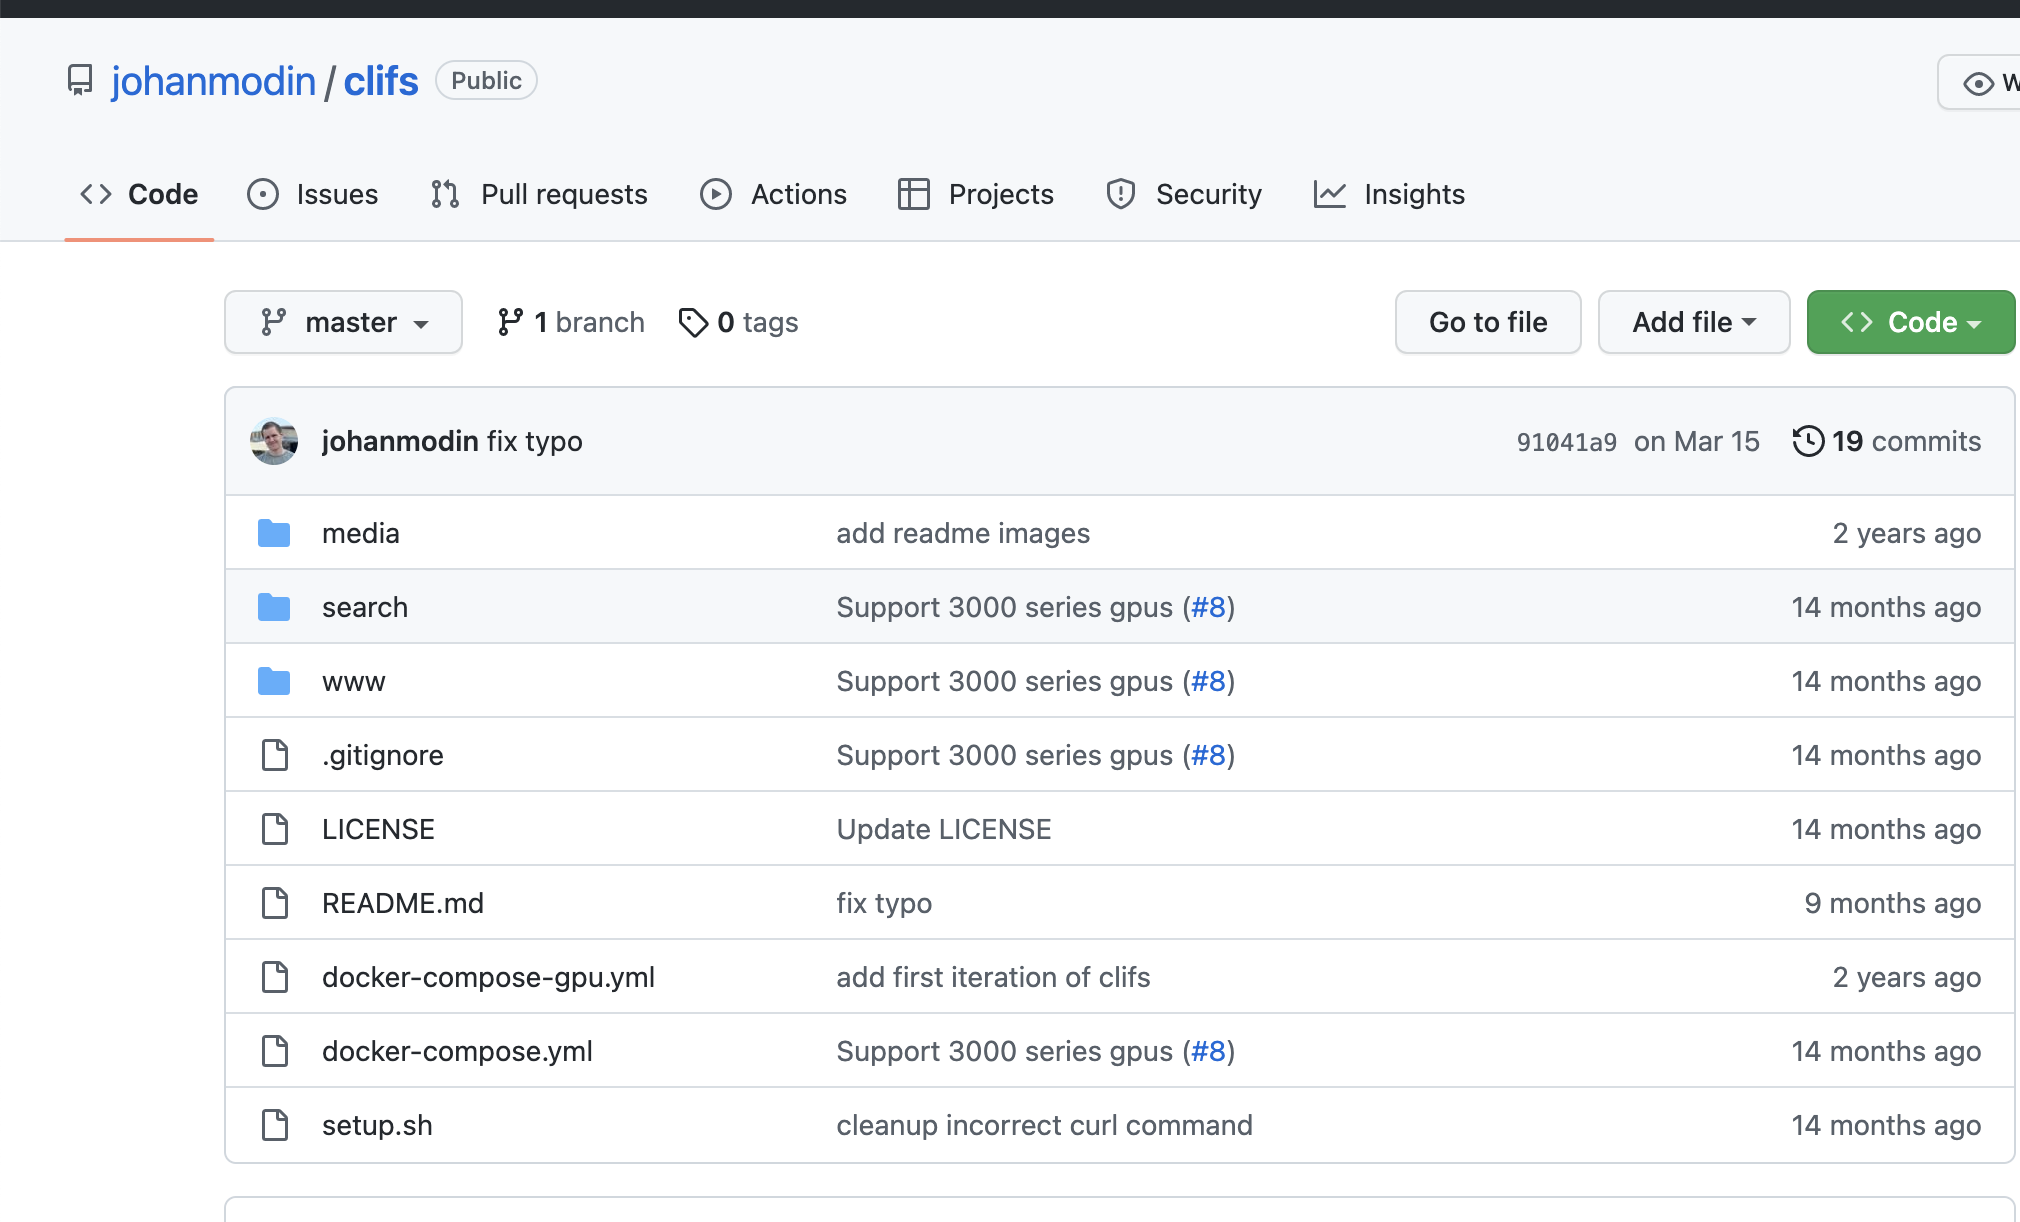 johanmodin / clifs Public
W
Code Issues Pull requests Actions Projects Security Insights
master 1 branch 0 tags Go to file Add file Code
johanmodin fix typo 91041a9 on Mar 15 19 commits
media add readme images 2 years ago
search Support 3000 series gpus (#8) 14 months ago
www Support 3000 series gpus (#8) 14 months ago
.gitignore Support 3000 series gpus (#8) 14 months ago
LICENSE Update LICENSE 14 months ago
README.md fix typo 9 months ago
docker-compose-gpu.yml add first iteration of clifs 2 years ago
docker-compose.yml Support 3000 series gpus (#8) 14 months ago
setup.sh cleanup incorrect curl command 14 months ago